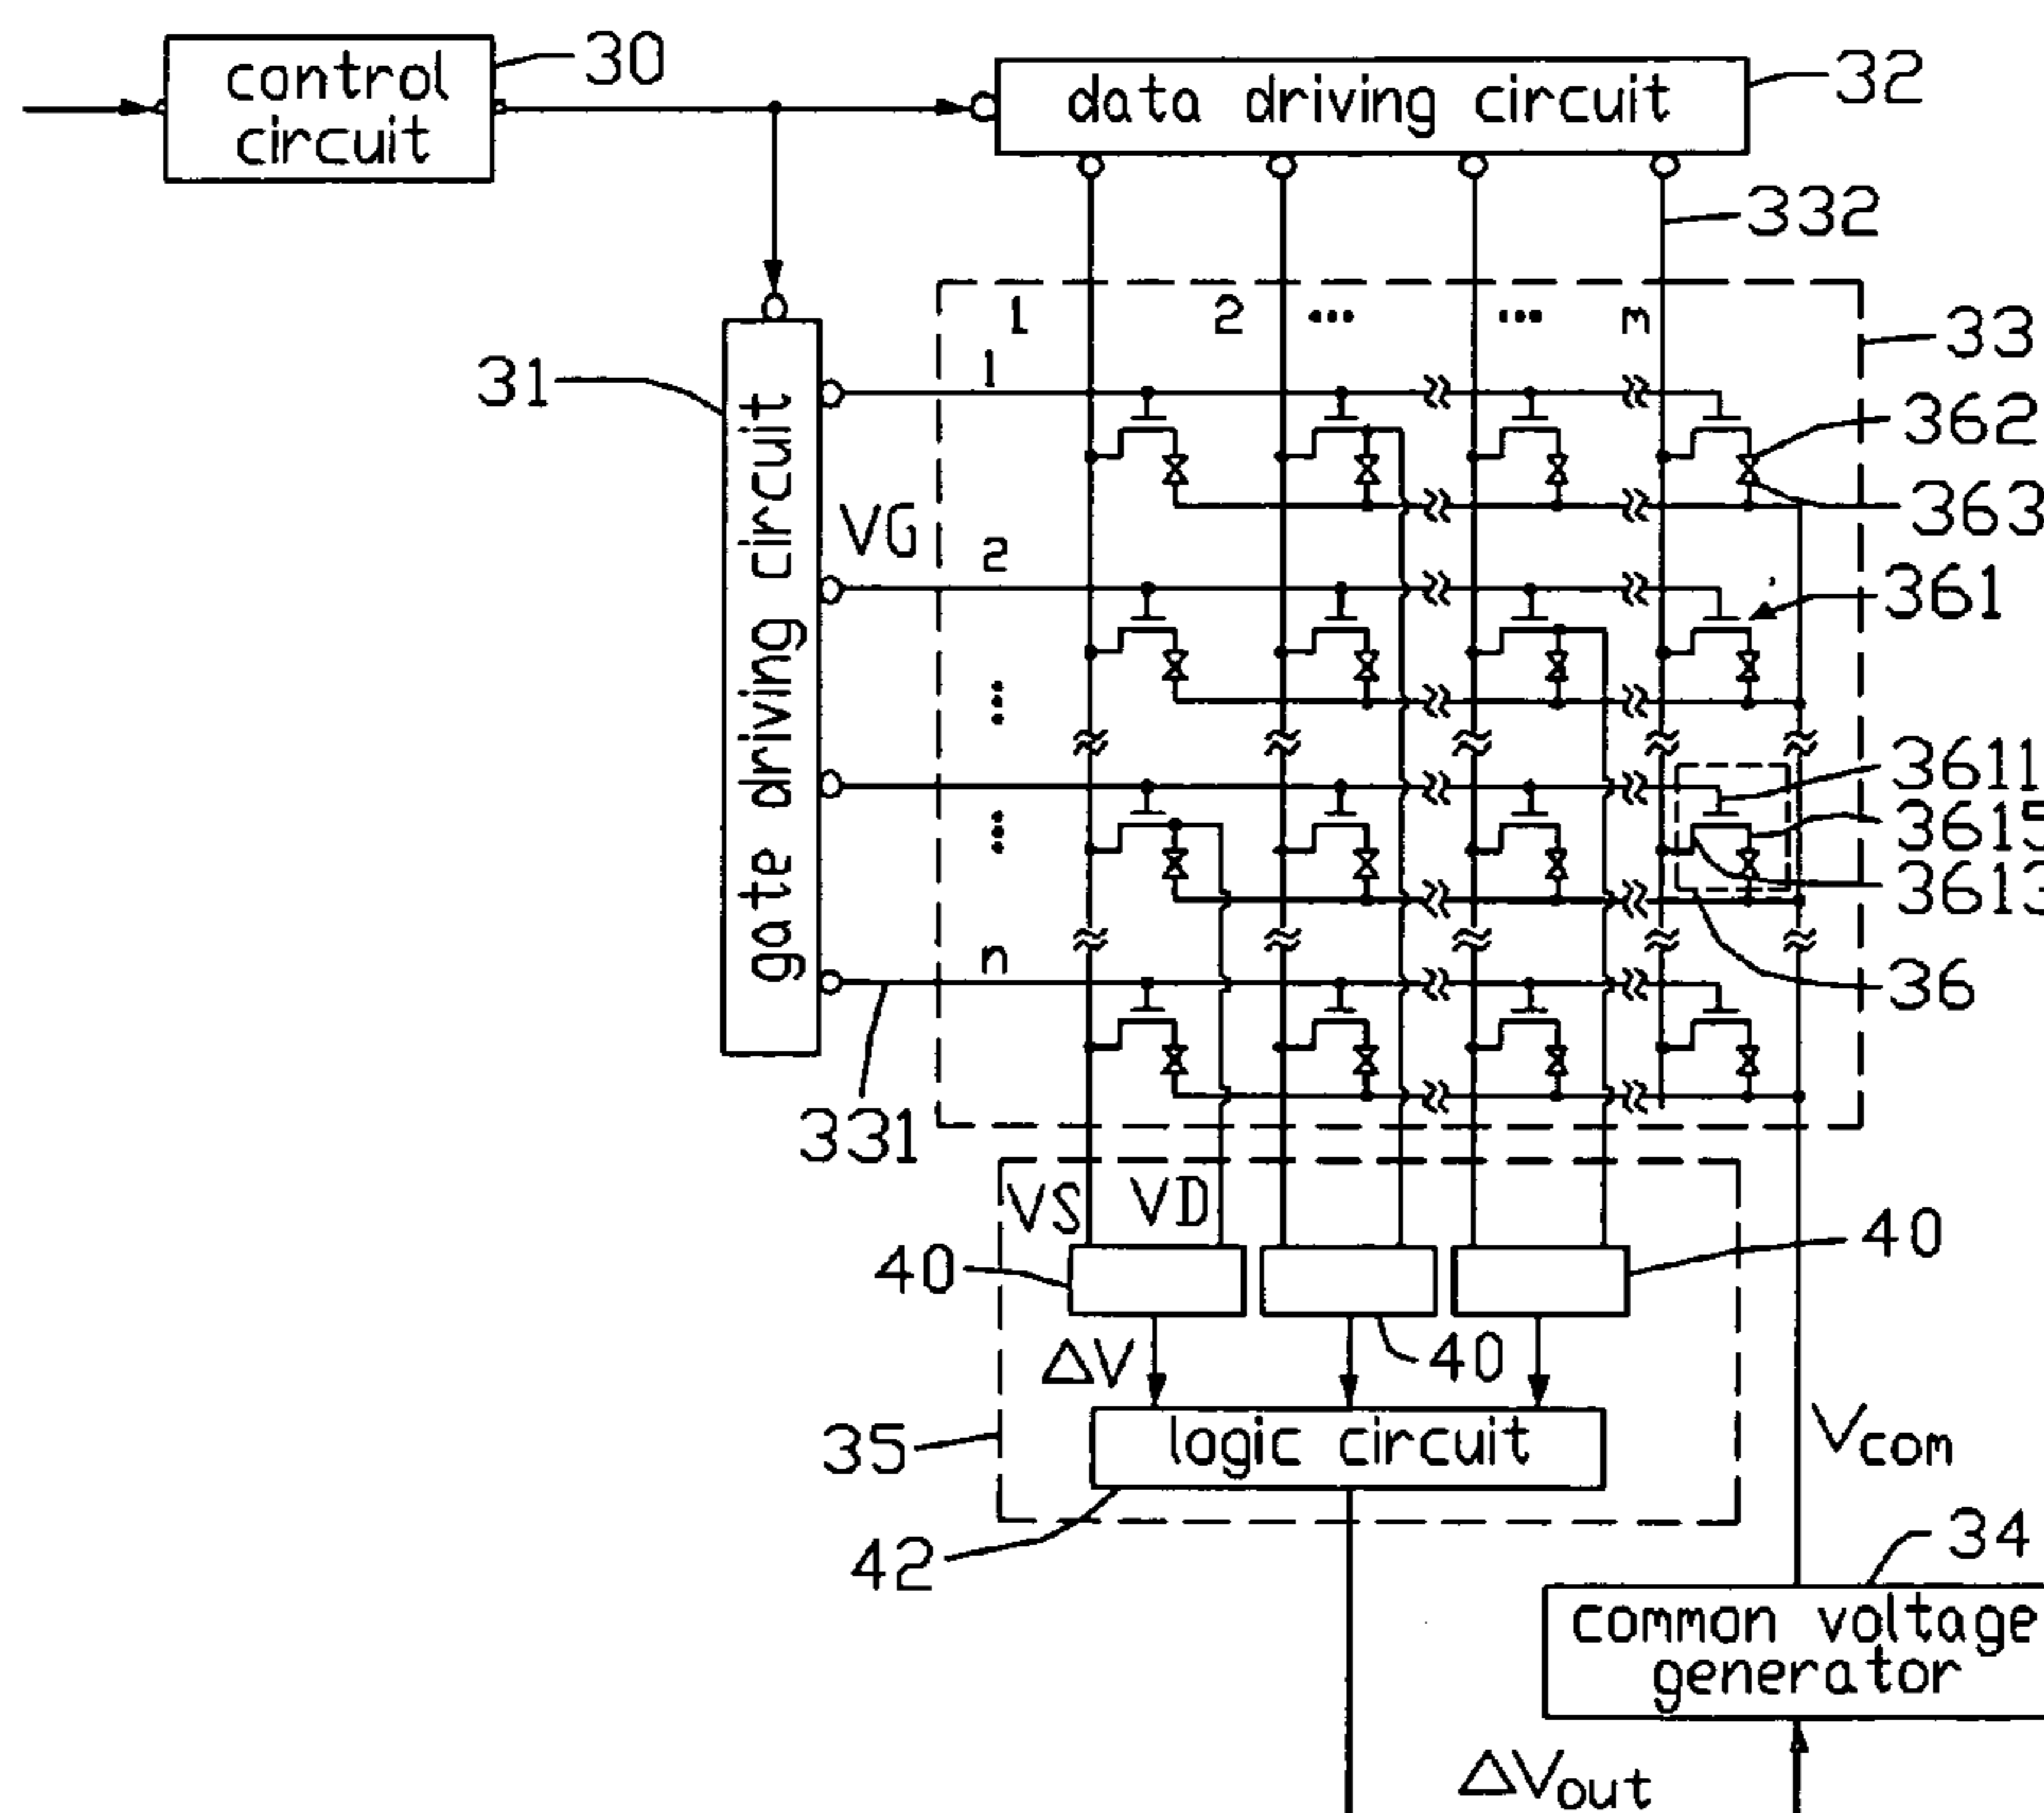 control
circuit
30
data driving circuit
32
332
1 2 ... ... m
33
31
1
362
gate driving circuit
363
VG
2
361
...
3611
3615
...
3613
n
36
331
VS VD
40
40
40
ΔV
logic circuit
35
Vcom
42
34
common voltage
generator
ΔVout